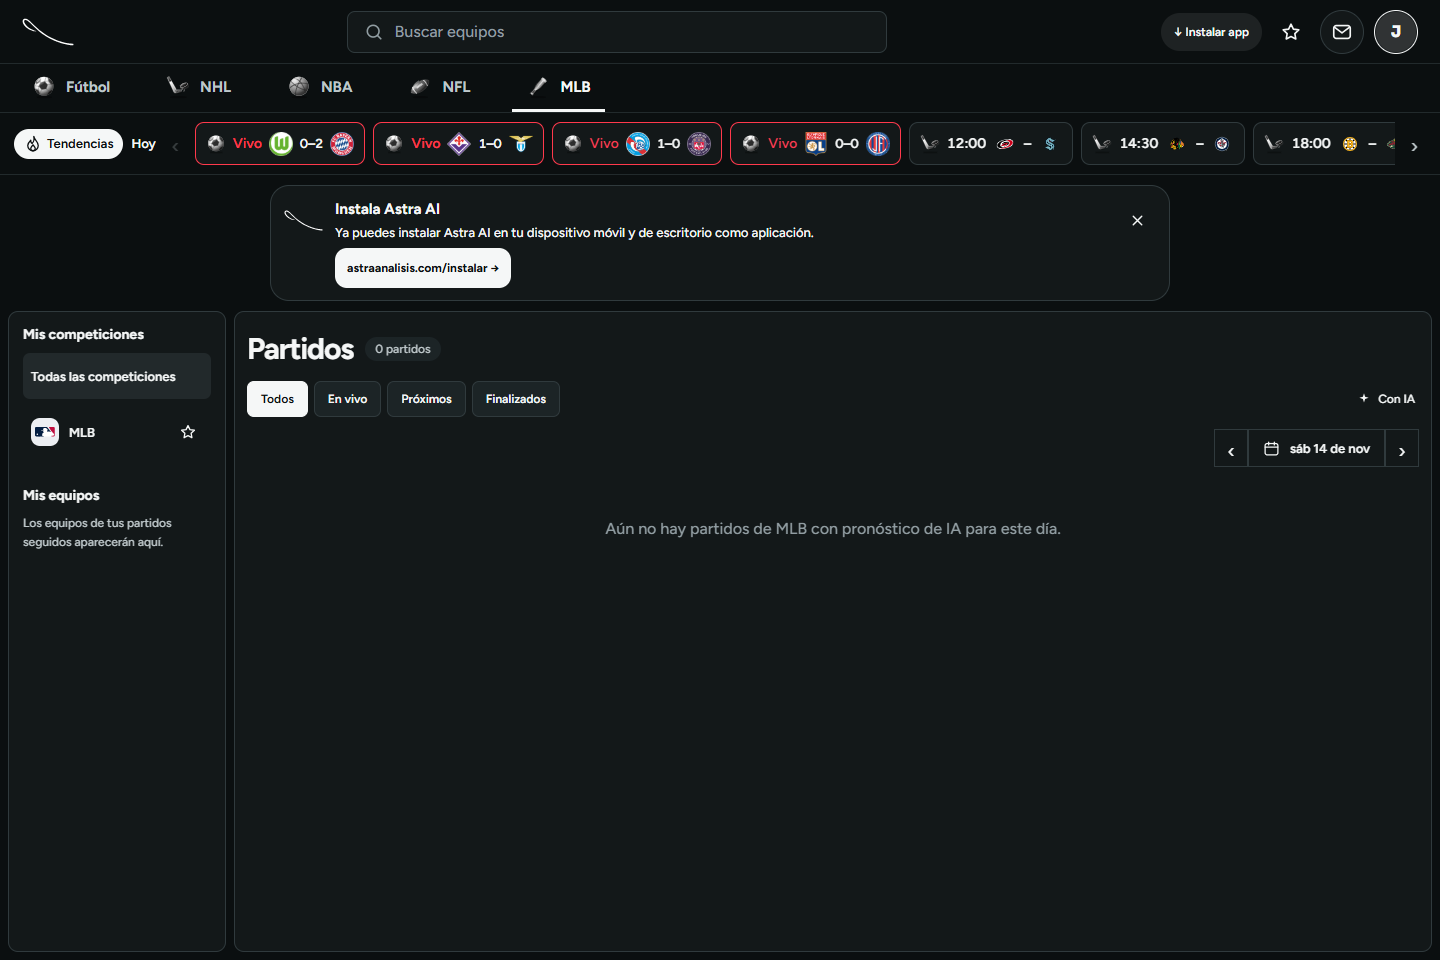 Buscar equipos
↓ Instalar app
J
Fútbol
NHL
NBA
NFL
MLB
Tendencias
Hoy
Vivo 0–2
Vivo 1–0
Vivo 1–0
Vivo 0–0
12:00 –
14:30 –
18:00 –
Instala Astra AI
Ya puedes instalar Astra AI en tu dispositivo móvil y de escritorio como aplicación.
astraanalisis.com/instalar →
Mis competiciones
Todas las competiciones
MLB
Mis equipos
Los equipos de tus partidos
seguidos aparecerán aquí.
Partidos
0 partidos
Todos
En vivo
Próximos
Finalizados
Con IA
‹ sáb 14 de nov ›
Aún no hay partidos de MLB con pronóstico de IA para este día.